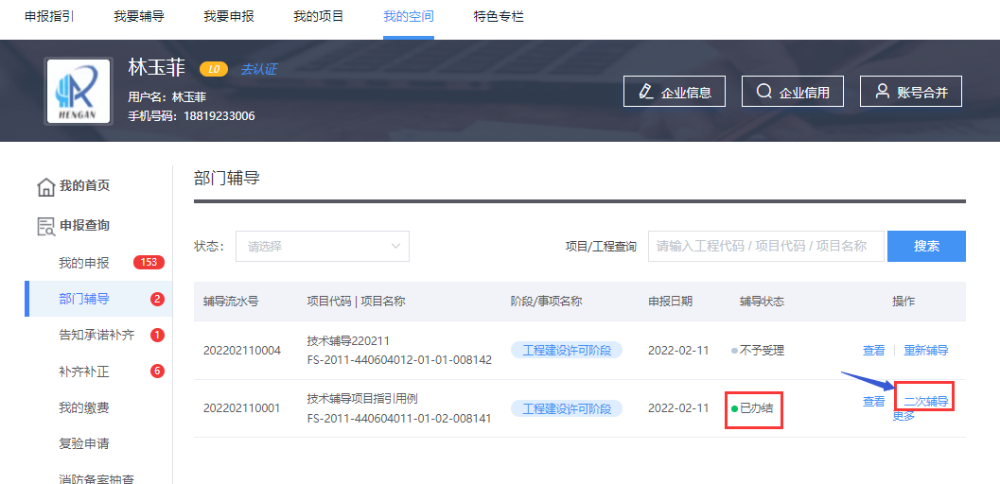 申报指引 我要辅导 我要申报 我的项目 我的空间 特色专栏
林玉菲 L0 去认证
用户名：林玉菲
手机号码：18819233006
HENGAN
企业信息 企业信用 账号合并
我的首页
申报查询
我的申报 153
部门辅导 2
告知承诺补齐 1
补齐补正 6
我的缴费
复验申请
消防备案抽查
部门辅导
状态： 请选择 项目/工程查询 请输入工程代码 / 项目代码 / 项目名称 搜索
辅导流水号 项目代码 | 项目名称 阶段/事项名称 申报日期 辅导状态 操作
技术辅导220211
202202110004 工程建设许可阶段 2022-02-11 不予受理 查看 重新辅导
FS-2011-440604012-01-01-008142
技术辅导项目指引用例
202202110001 工程建设许可阶段 2022-02-11 已办结 查看 二次辅导
FS-2011-440604011-01-02-008141 更多